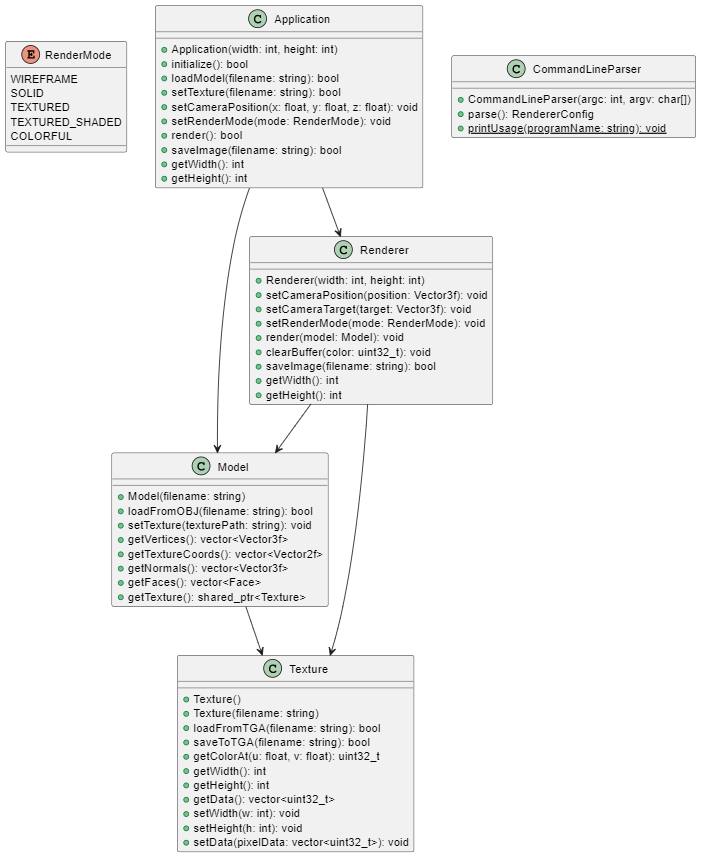 E RenderMode
WIREFRAME
SOLID
TEXTURED
TEXTURED_SHADED
COLORFUL
C Application
Application(width: int, height: int)
initialize(): bool
loadModel(filename: string): bool
setTexture(filename: string): bool
setCameraPosition(x: float, y: float, z: float): void
setRenderMode(mode: RenderMode): void
render(): bool
saveImage(filename: string): bool
getWidth(): int
getHeight(): int
C CommandLineParser
CommandLineParser(argc: int, argv: char[])
parse(): RendererConfig
printUsage(programName: string): void
C Renderer
Renderer(width: int, height: int)
setCameraPosition(position: Vector3f): void
setCameraTarget(target: Vector3f): void
setRenderMode(mode: RenderMode): void
render(model: Model): void
clearBuffer(color: uint32_t): void
saveImage(filename: string): bool
getWidth(): int
getHeight(): int
C Model
Model(filename: string)
loadFromOBJ(filename: string): bool
setTexture(texturePath: string): void
getVertices(): vector<Vector3f>
getTextureCoords(): vector<Vector2f>
getNormals(): vector<Vector3f>
getFaces(): vector<Face>
getTexture(): shared_ptr<Texture>
C Texture
Texture()
Texture(filename: string)
loadFromTGA(filename: string): bool
saveToTGA(filename: string): bool
getColorAt(u: float, v: float): uint32_t
getWidth(): int
getHeight(): int
getData(): vector<uint32_t>
setWidth(w: int): void
setHeight(h: int): void
setData(pixelData: vector<uint32_t>): void